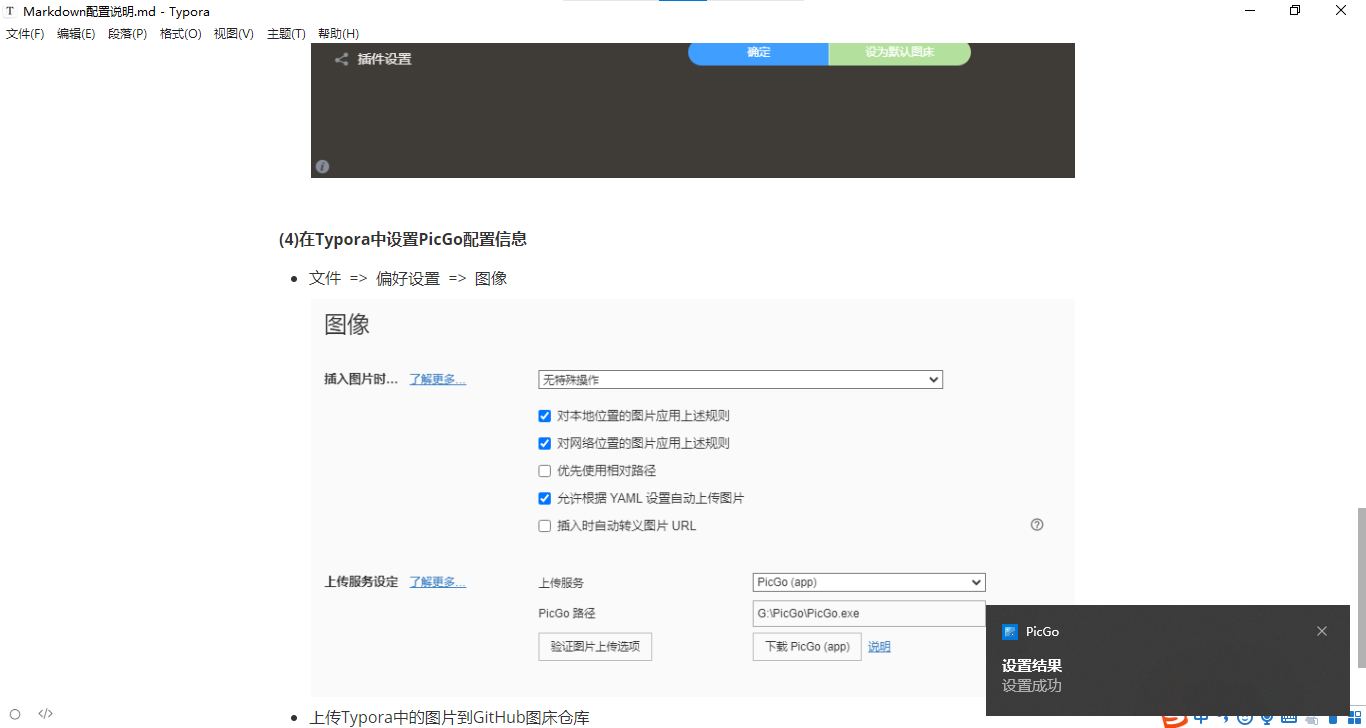 T Markdown配置说明.md - Typora
文件(F) 编辑(E) 段落(P) 格式(O) 视图(V) 主题(T) 帮助(H)
插件设置 确定 设为默认图床
(4)在Typora中设置PicGo配置信息
文件 => 偏好设置 => 图像
图像
插入图片时... 了解更多... 无特殊操作
对本地位置的图片应用上述规则
对网络位置的图片应用上述规则
优先使用相对路径
允许根据 YAML 设置自动上传图片
插入时自动转义图片 URL
上传服务设定 了解更多... 上传服务 PicGo (app)
PicGo 路径 G:\PicGo\PicGo.exe
验证图片上传选项 下载 PicGo (app) 说明
PicGo
设置结果
设置成功
上传Typora中的图片到GitHub图床仓库